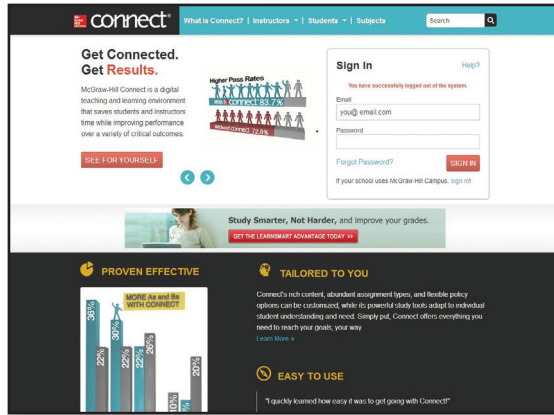 connect®
What is Connect? | Instructors | Students | Subjects
Search
Get Connected.
Get Results.
McGraw-Hill Connect is a digital
teaching and learning environment
that saves students and instructors
time while improving performance
over a variety of critical outcomes.
SEE FOR YOURSELF
Higher Pass Rates
With connect 83.7%
Without connect 72.9%
Sign In
Help?
You have successfully logged out of the system.
Email
you@ email.com
Password
Forgot Password?
SIGN IN
If your school uses McGraw-Hill Campus, sign in!
Study Smarter, Not Harder, and improve your grades.
GET THE LEARNSMART ADVANTAGE TODAY >>
PROVEN EFFECTIVE
MORE As and Bs
WITH CONNECT
36%
22%
30%
22%
22%
26%
10%
20%
TAILORED TO YOU
Connect's rich content, abundant assignment types, and flexible policy
options can be customized, while its powerful study tools adapt to individual
student understanding and need. Simply put, Connect offers everything you
need to reach your goals, your way
Learn More »
EASY TO USE
"I quickly learned how easy it was to get going with Connect!"